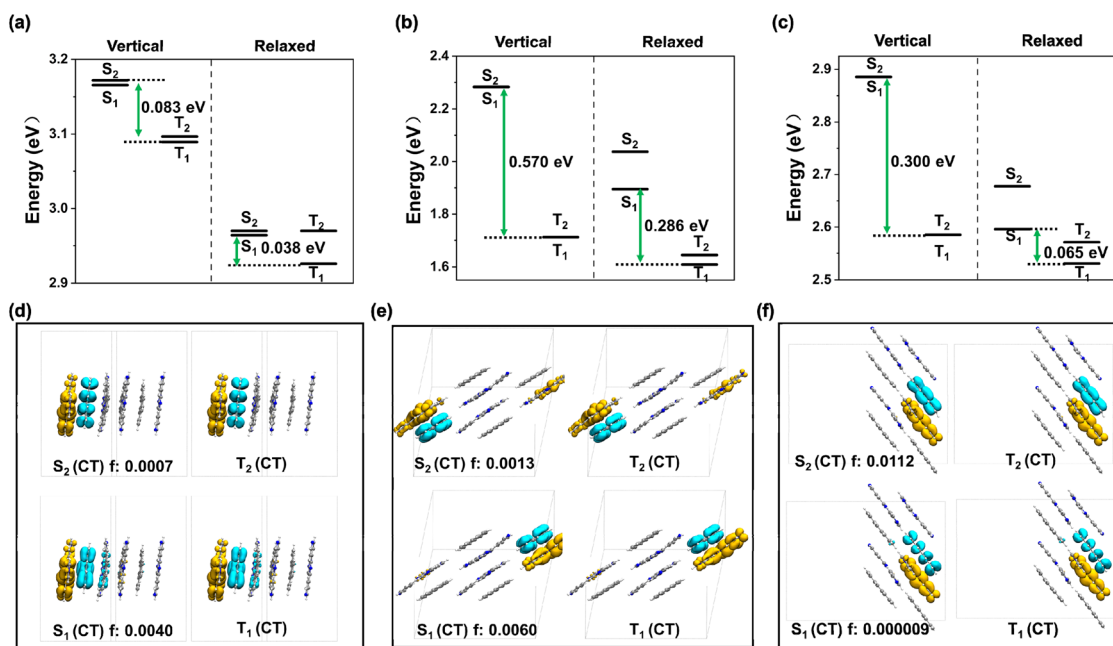 (a)
Vertical
Relaxed
Energy (eV)
3.2
3.1
3.0
2.9
S2
S1
0.083 eV
T2
T1
S2
S1
0.038 eV
T2
T1
(b)
Vertical
Relaxed
Energy (eV)
2.4
2.2
2.0
1.8
1.6
S2
S1
0.570 eV
T2
T1
S2
S1
0.286 eV
T2
T1
(c)
Vertical
Relaxed
Energy (eV)
2.9
2.8
2.7
2.6
2.5
S2
S1
0.300 eV
T2
T1
S2
S1
T2
0.065 eV
T1
(d)
S2 (CT) f: 0.0007
T2 (CT)
S1 (CT) f: 0.0040
T1 (CT)
(e)
S2 (CT) f: 0.0013
T2 (CT)
S1 (CT) f: 0.0060
T1 (CT)
(f)
S2 (CT) f: 0.0112
T2 (CT)
S1 (CT) f: 0.000009
T1 (CT)